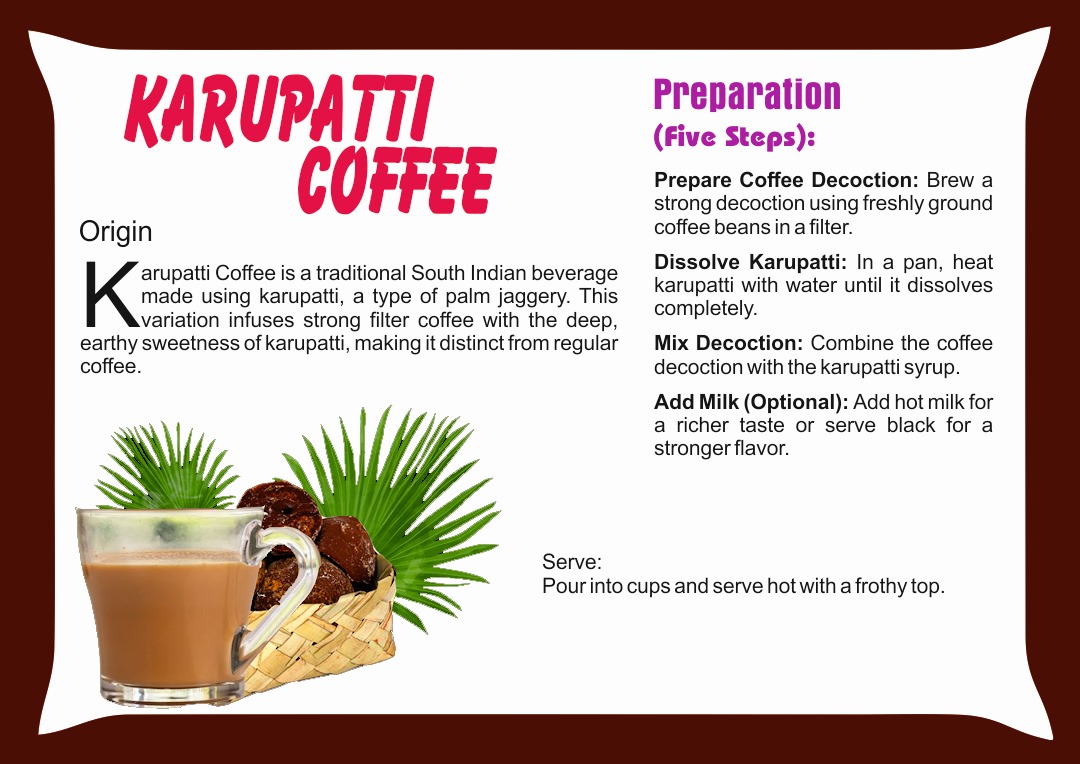 KARUPATTI
COFFEE
Origin
Karupatti Coffee is a traditional South Indian beverage
made using karupatti, a type of palm jaggery. This
variation infuses strong filter coffee with the deep,
earthy sweetness of karupatti, making it distinct from regular
coffee.
Preparation
(Five Steps):
Prepare Coffee Decoction: Brew a
strong decoction using freshly ground
coffee beans in a filter.
Dissolve Karupatti: In a pan, heat
karupatti with water until it dissolves
completely.
Mix Decoction: Combine the coffee
decoction with the karupatti syrup.
Add Milk (Optional): Add hot milk for
a richer taste or serve black for a
stronger flavor.
Serve:
Pour into cups and serve hot with a frothy top.